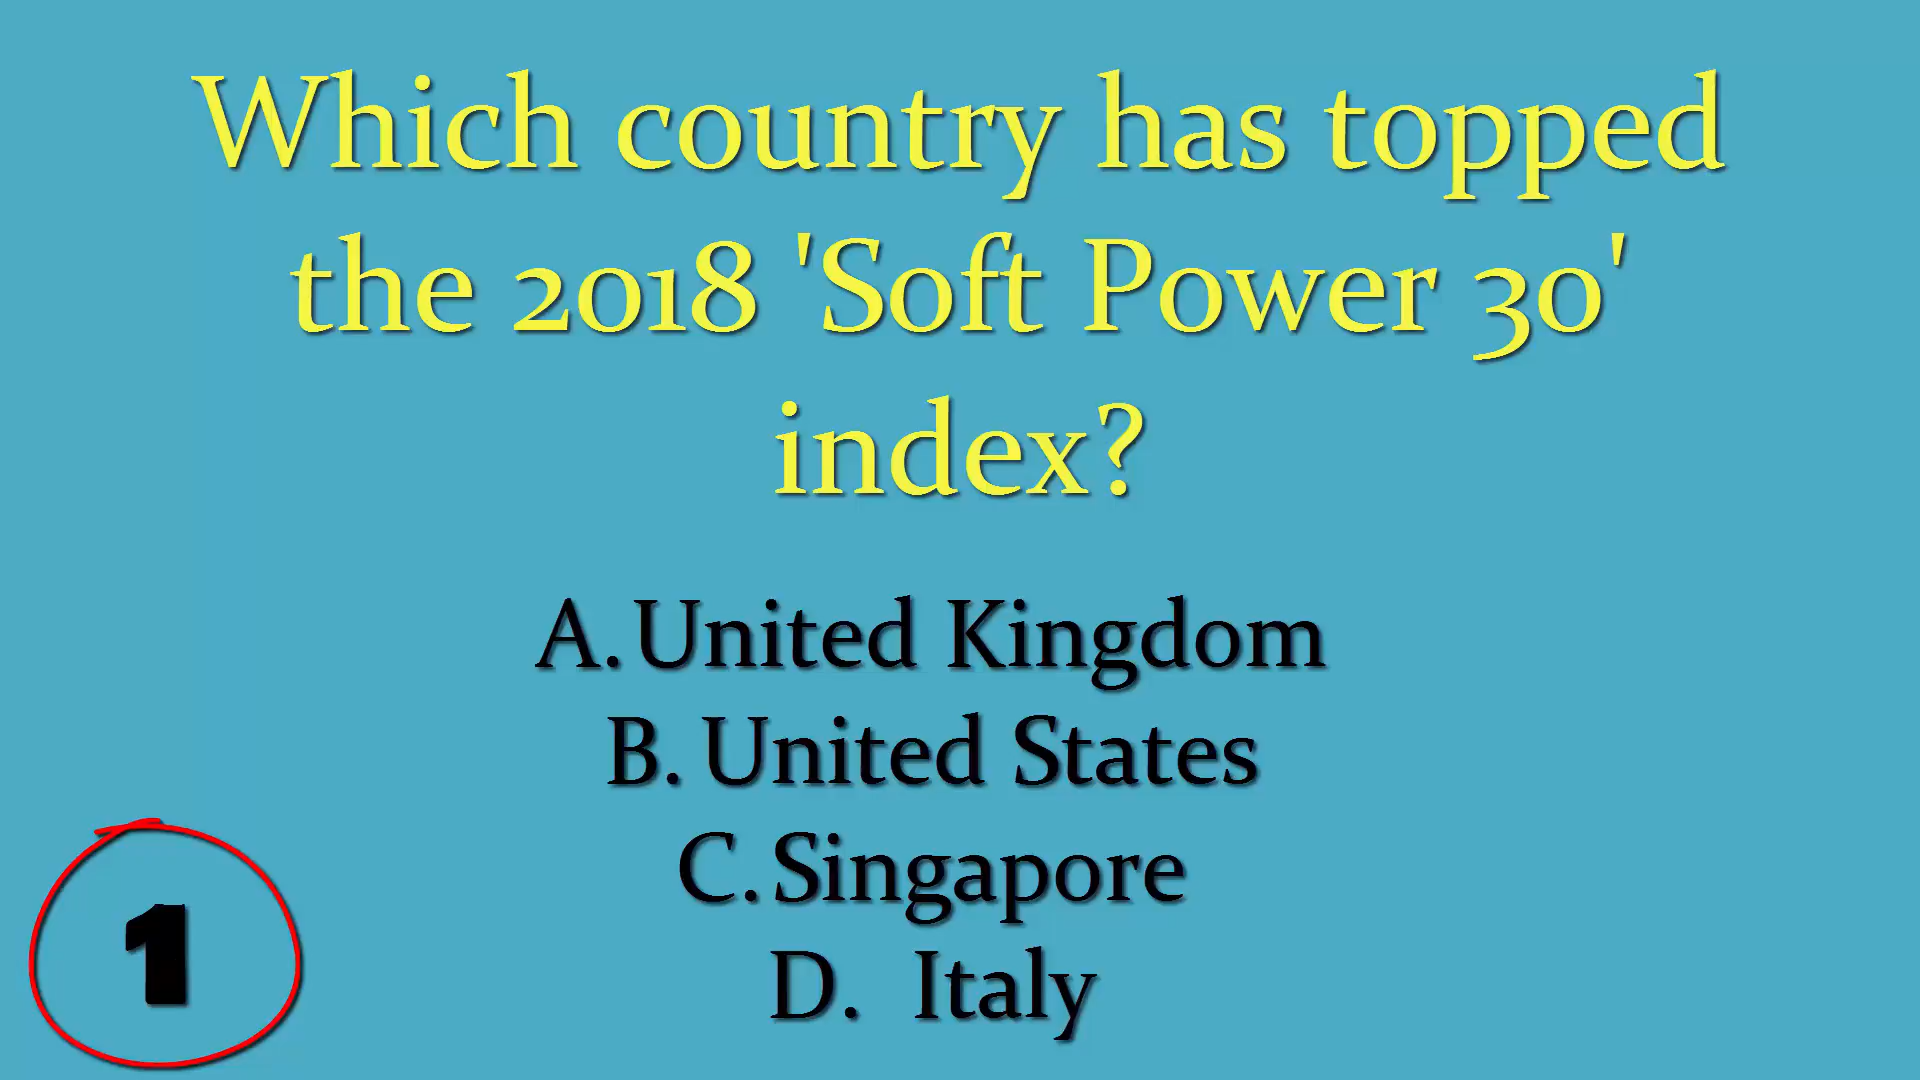 Which country has topped
the 2018 'Soft Power 30'
index?
A. United Kingdom
B. United States
C. Singapore
D. Italy
1